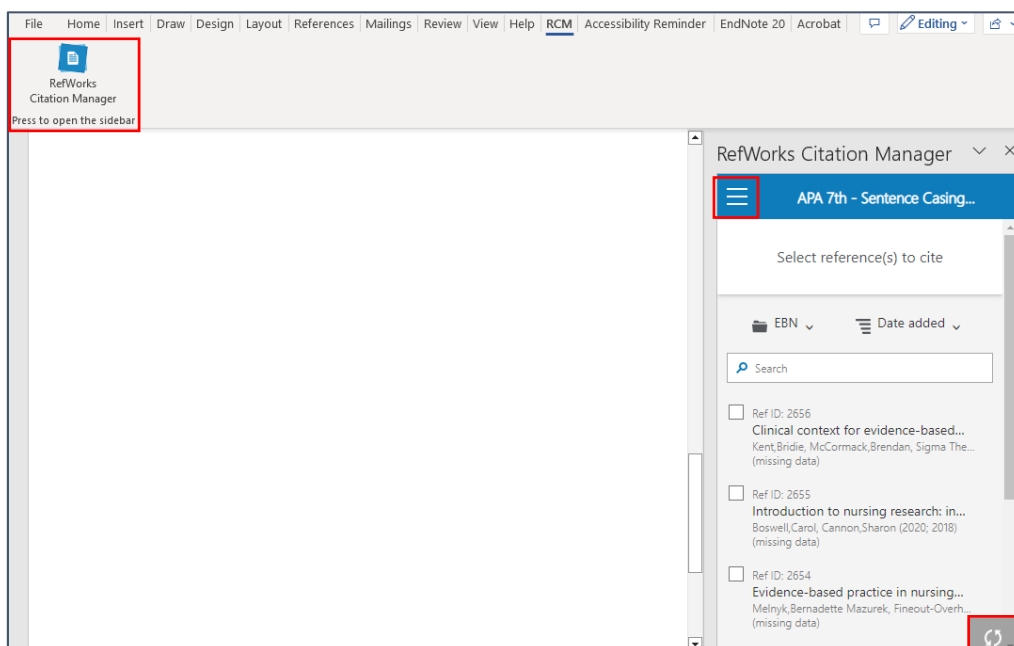 File Home Insert Draw Design Layout References Mailings Review View Help RCM Accessibility Reminder EndNote 20 Acrobat Editing
RefWorks
Citation Manager
Press to open the sidebar
RefWorks Citation Manager
APA 7th - Sentence Casing...
Select reference(s) to cite
EBN Date added
Search
Ref ID: 2656
Clinical context for evidence-based...
Kent,Bridie, McCormack,Brendan, Sigma The...
(missing data)
Ref ID: 2655
Introduction to nursing research: in...
Boswell,Carol, Cannon,Sharon (2020; 2018)
(missing data)
Ref ID: 2654
Evidence-based practice in nursing...
Melnyk,Bernadette Mazurek, Fineout-Overh...
(missing data)